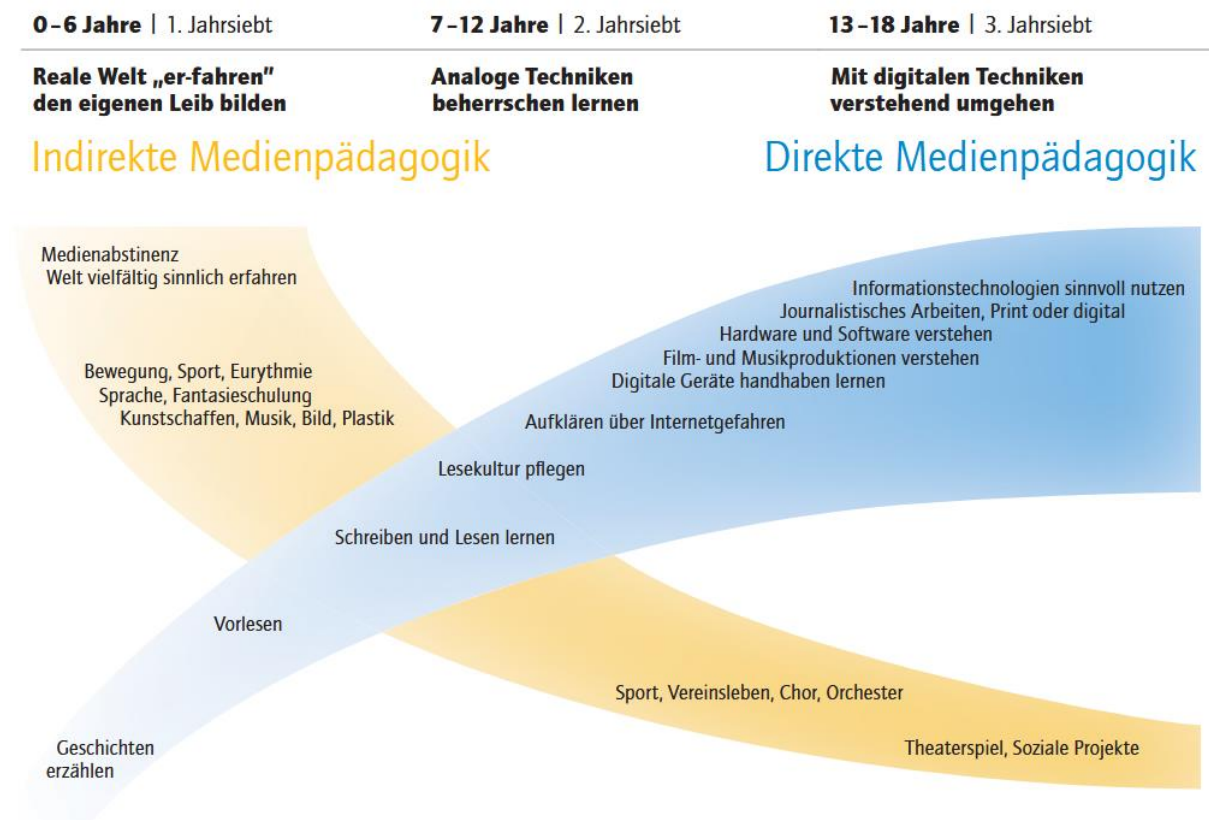 0–6 Jahre | 1. Jahrsiebt
7–12 Jahre | 2. Jahrsiebt
13–18 Jahre | 3. Jahrsiebt
Reale Welt „er-fahren”
den eigenen Leib bilden
Analoge Techniken
beherrschen lernen
Mit digitalen Techniken
verstehend umgehen
Indirekte Medienpädagogik
Direkte Medienpädagogik
Medienabstinenz
Welt vielfältig sinnlich erfahren
Bewegung, Sport, Eurythmie
Sprache, Fantasieschulung
Kunstschaffen, Musik, Bild, Plastik
Informationstechnologien sinnvoll nutzen
Journalistisches Arbeiten, Print oder digital
Hardware und Software verstehen
Film- und Musikproduktionen verstehen
Digitale Geräte handhaben lernen
Aufklären über Internetgefahren
Lesekultur pflegen
Schreiben und Lesen lernen
Vorlesen
Geschichten
erzählen
Sport, Vereinsleben, Chor, Orchester
Theaterspiel, Soziale Projekte